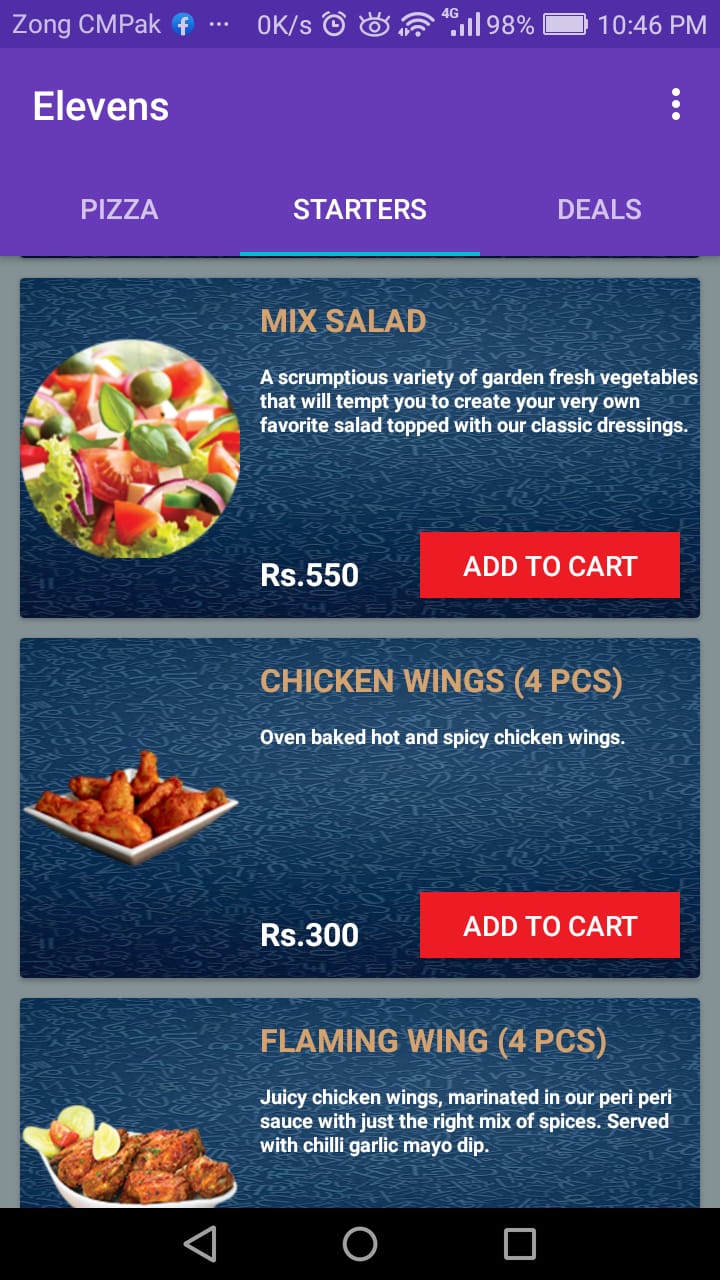 Zong CMPak ... 0K/s 4G 98% 10:46 PM
Elevens
PIZZA STARTERS DEALS
MIX SALAD
A scrumptious variety of garden fresh vegetables
that will tempt you to create your very own
favorite salad topped with our classic dressings.
Rs.550 ADD TO CART
CHICKEN WINGS (4 PCS)
Oven baked hot and spicy chicken wings.
Rs.300 ADD TO CART
FLAMING WING (4 PCS)
Juicy chicken wings, marinated in our peri peri
sauce with just the right mix of spices. Served
with chilli garlic mayo dip.